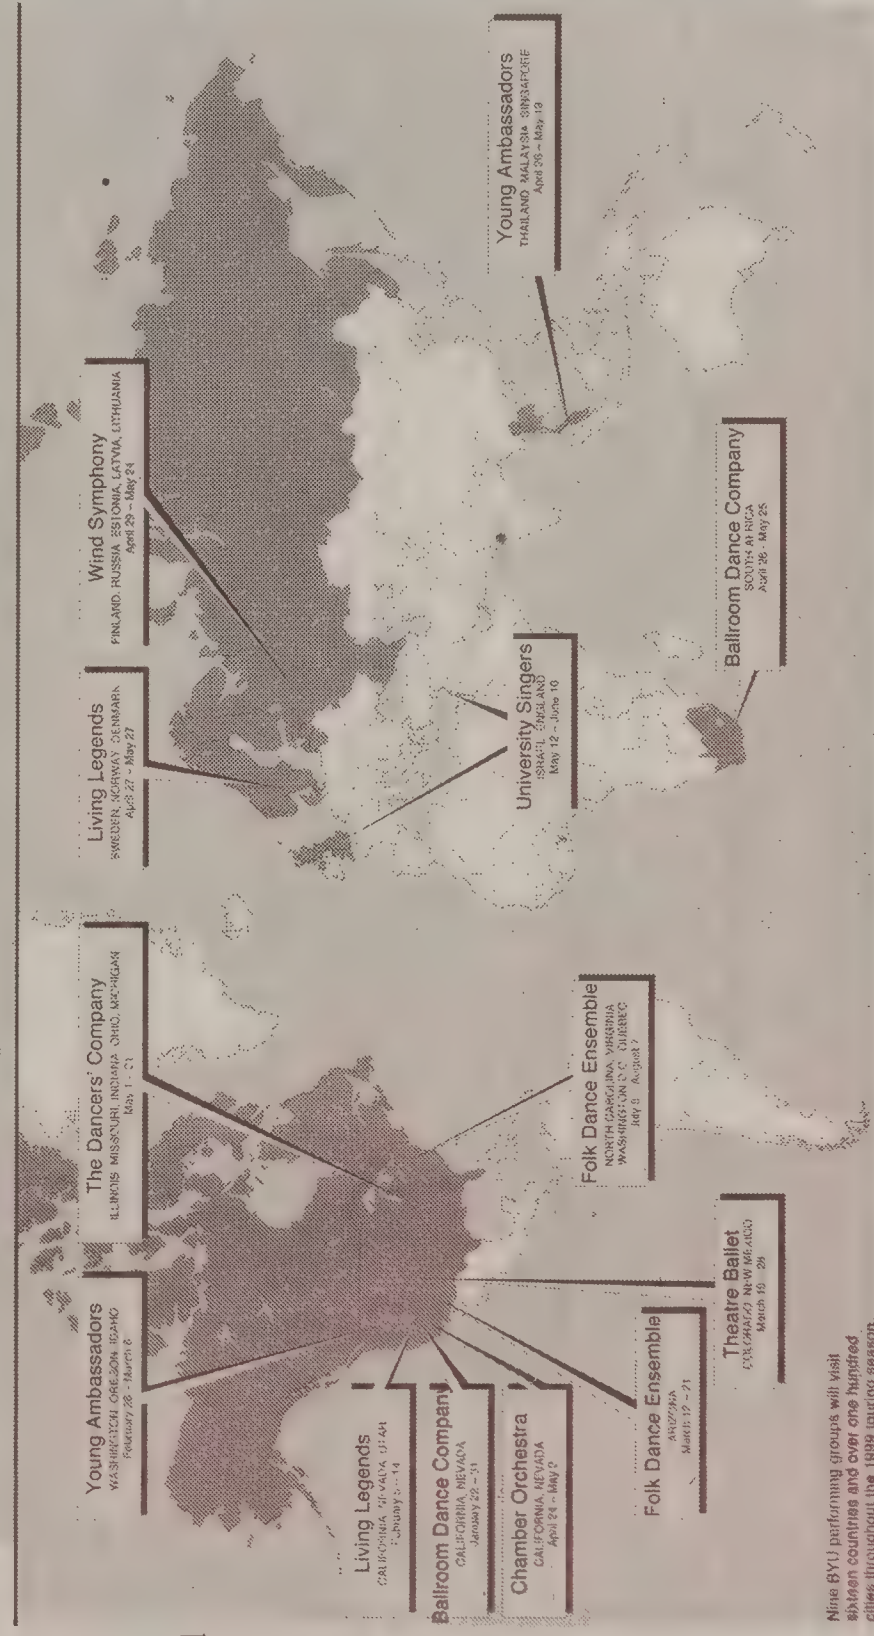 Young Ambassadors
WASHINGTON, OREGON, IDAHO
February 26 – March 6
The Dancers' Company
ILLINOIS, MISSOURI, INDIANA, OHIO, MICHIGAN
May 1 – 21
Living Legends
SWEDEN, NORWAY, DENMARK
April 27 – May 27
Wind Symphony
FINLAND, RUSSIA, ESTONIA, LATVIA, LITHUANIA
April 29 – May 24
Living Legends
CALIFORNIA, NEVADA, UTAH
February
14
Ballroom Dance Company
CALIFORNIA, NEVADA
January 22 – 31
Chamber Orchestra
CALIFORNIA, NEVADA
April 24 – May 2
Folk Dance Ensemble
ARIZONA
March 12 – 21
Theatre Ballet
COLORADO, NEW MEXICO
March 19 – 28
Folk Dance Ensemble
NORTH CAROLINA, VIRGINIA
WASHINGTON D.C., QUEBEC
July 8 August
University Singers
ISRAEL, ENGLAND
May 12 – June 10
Ballroom Dance Company
SOUTH AFRICA
April 26 - May 25
Young Ambassadors
THAILAND, MALAYSIA, SINGAPORE
April 26 – May 13
Nine BYU performing groups will visit
sixteen countries and over one hundred
cities throughout the 1999 touring season